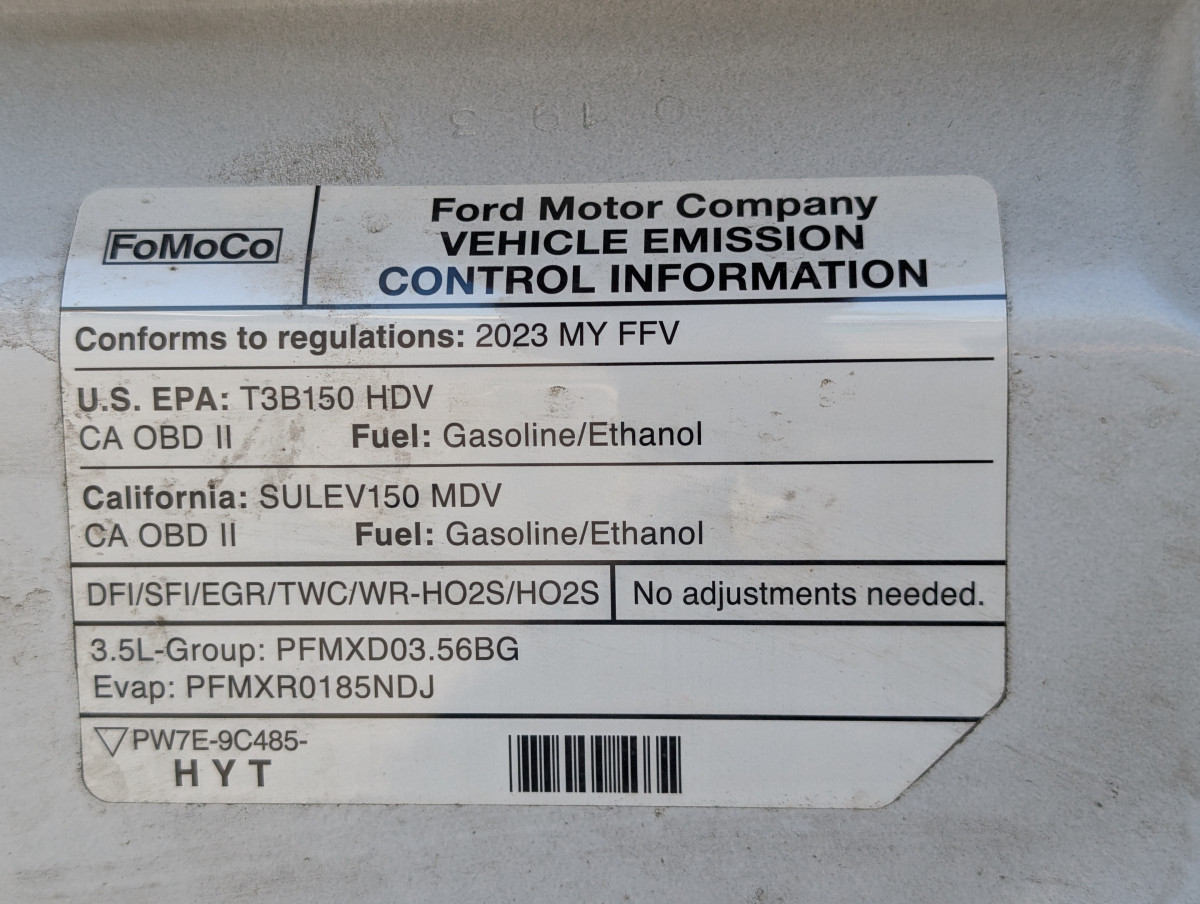 FoMoCo
Ford Motor Company
VEHICLE EMISSION
CONTROL INFORMATION
Conforms to regulations: 2023 MY FFV
U.S. EPA: T3B150 HDV
CA OBD II Fuel: Gasoline/Ethanol
California: SULEV150 MDV
CA OBD II Fuel: Gasoline/Ethanol
DFI/SFI/EGR/TWC/WR-HO2S/HO2S
No adjustments needed.
3.5L-Group: PFMXD03.56BG
Evap: PFMXR0185NDJ
PW7E-9C485-
H Y T